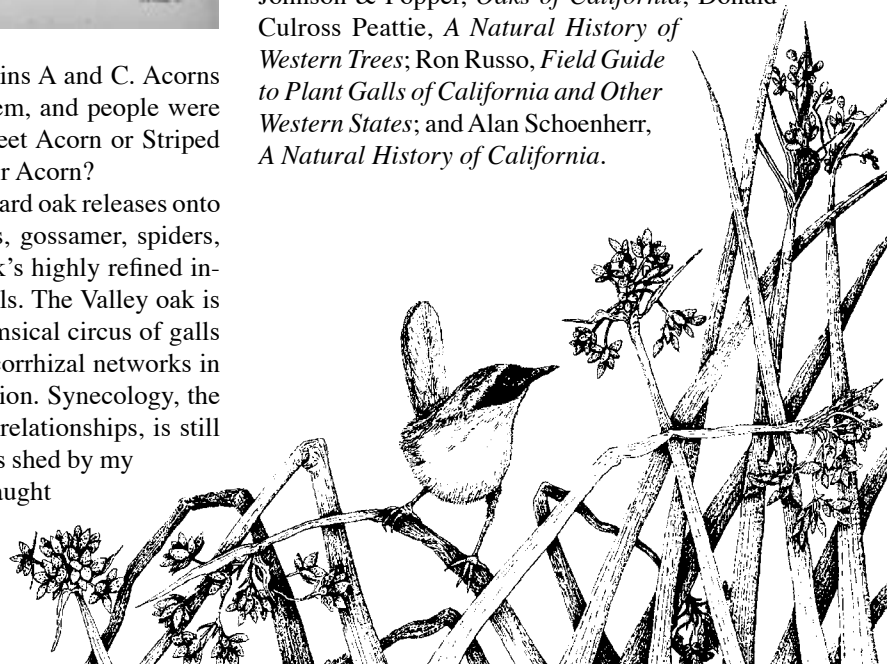 ins A and C. Acorns
em, and people were
eet Acorn or Striped
r Acorn?
ard oak releases onto
s, gossamer, spiders,
k's highly refined in-
ls. The Valley oak is
msical circus of galls
corrhizal networks in
ion. Synecology, the
relationships, is still
s shed by my
aught
Johnson & Popper, Oaks of California; Donald
Culross Peattie, A Natural History of
Western Trees; Ron Russo, Field Guide
to Plant Galls of California and Other
Western States; and Alan Schoenherr,
A Natural History of California.